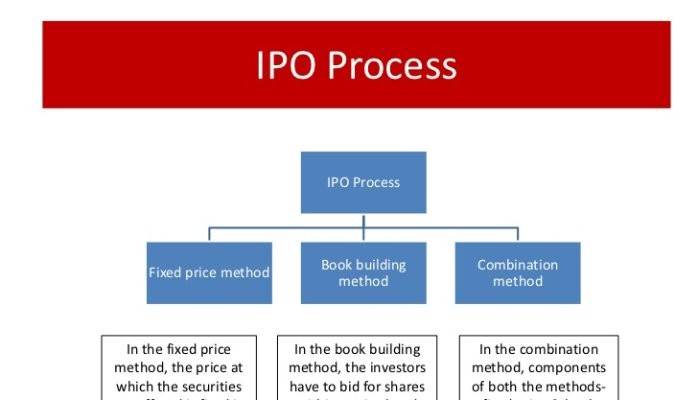 IPO Process
IPO Process
Fixed price method
Book building
method
Combination
method
In the fixed price
method, the price at
which the securities
In the book building
method, the investors
have to bid for shares
In the combination
method, components
of both the methods-